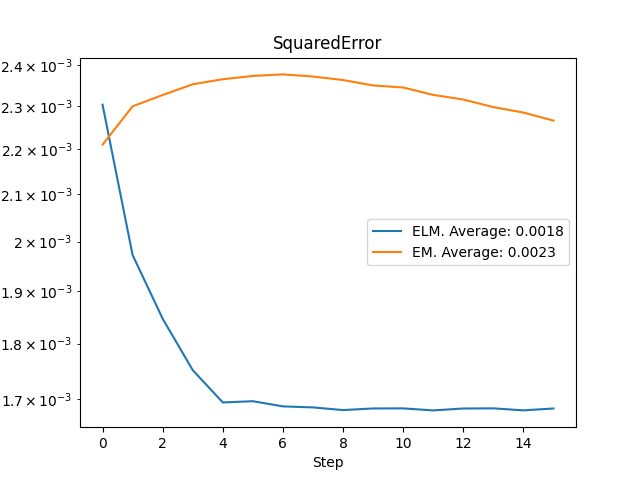 SquaredError
2.4 × 10⁻³
2.3 × 10⁻³
2.2 × 10⁻³
2.1 × 10⁻³
2 × 10⁻³
1.9 × 10⁻³
1.8 × 10⁻³
1.7 × 10⁻³
ELM. Average: 0.0018
EM. Average: 0.0023
0 2 4 6 8 10 12 14
Step